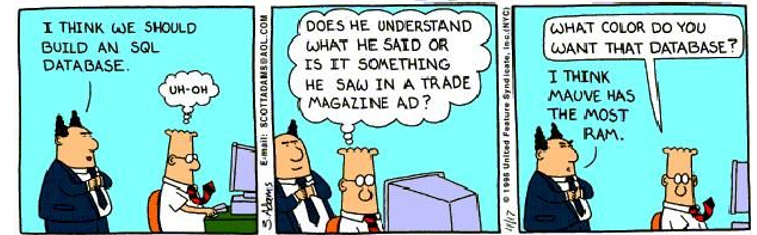 I THINK WE SHOULD
BUILD AN SQL
DATABASE.
UH-OH
E-mail: SCOTTADAMS@AOL.COM
DOES HE UNDERSTAND
WHAT HE SAID OR
IS IT SOMETHING
HE SAW IN A TRADE
MAGAZINE AD?
S.Adams
11/17 © 1995 United Feature Syndicate, Inc.(NYC)
WHAT COLOR DO YOU
WANT THAT DATABASE?
I THINK
MAUVE HAS
THE MOST
RAM.